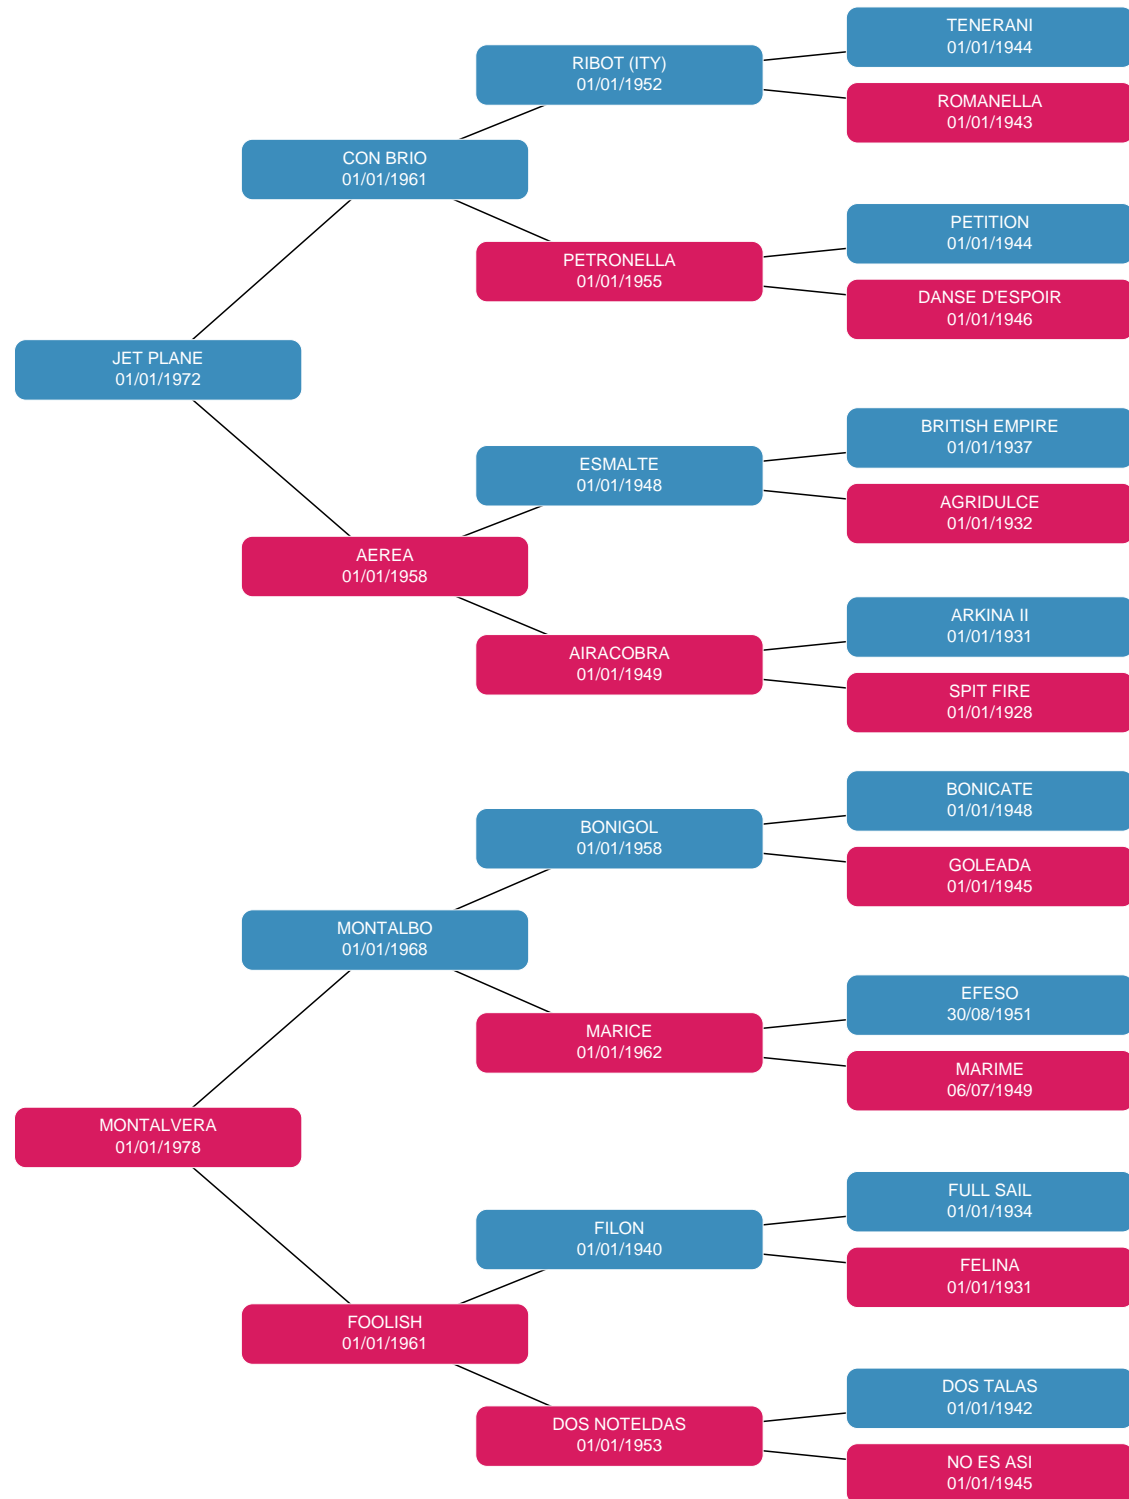 TENERANI
01/01/1944
RIBOT (ITY)
01/01/1952
ROMANELLA
01/01/1943
CON BRIO
01/01/1961
PETITION
01/01/1944
PETRONELLA
01/01/1955
DANSE D'ESPOIR
01/01/1946
JET PLANE
01/01/1972
BRITISH EMPIRE
01/01/1937
ESMALTE
01/01/1948
AGRIDULCE
01/01/1932
AEREA
01/01/1958
ARKINA II
01/01/1931
AIRACOBRA
01/01/1949
SPIT FIRE
01/01/1928
BONICATE
01/01/1948
BONIGOL
01/01/1958
GOLEADA
01/01/1945
MONTALBO
01/01/1968
EFESO
30/08/1951
MARICE
01/01/1962
MARIME
06/07/1949
MONTALVERA
01/01/1978
FULL SAIL
01/01/1934
FILON
01/01/1940
FELINA
01/01/1931
FOOLISH
01/01/1961
DOS TALAS
01/01/1942
DOS NOTELDAS
01/01/1953
NO ES ASI
01/01/1945